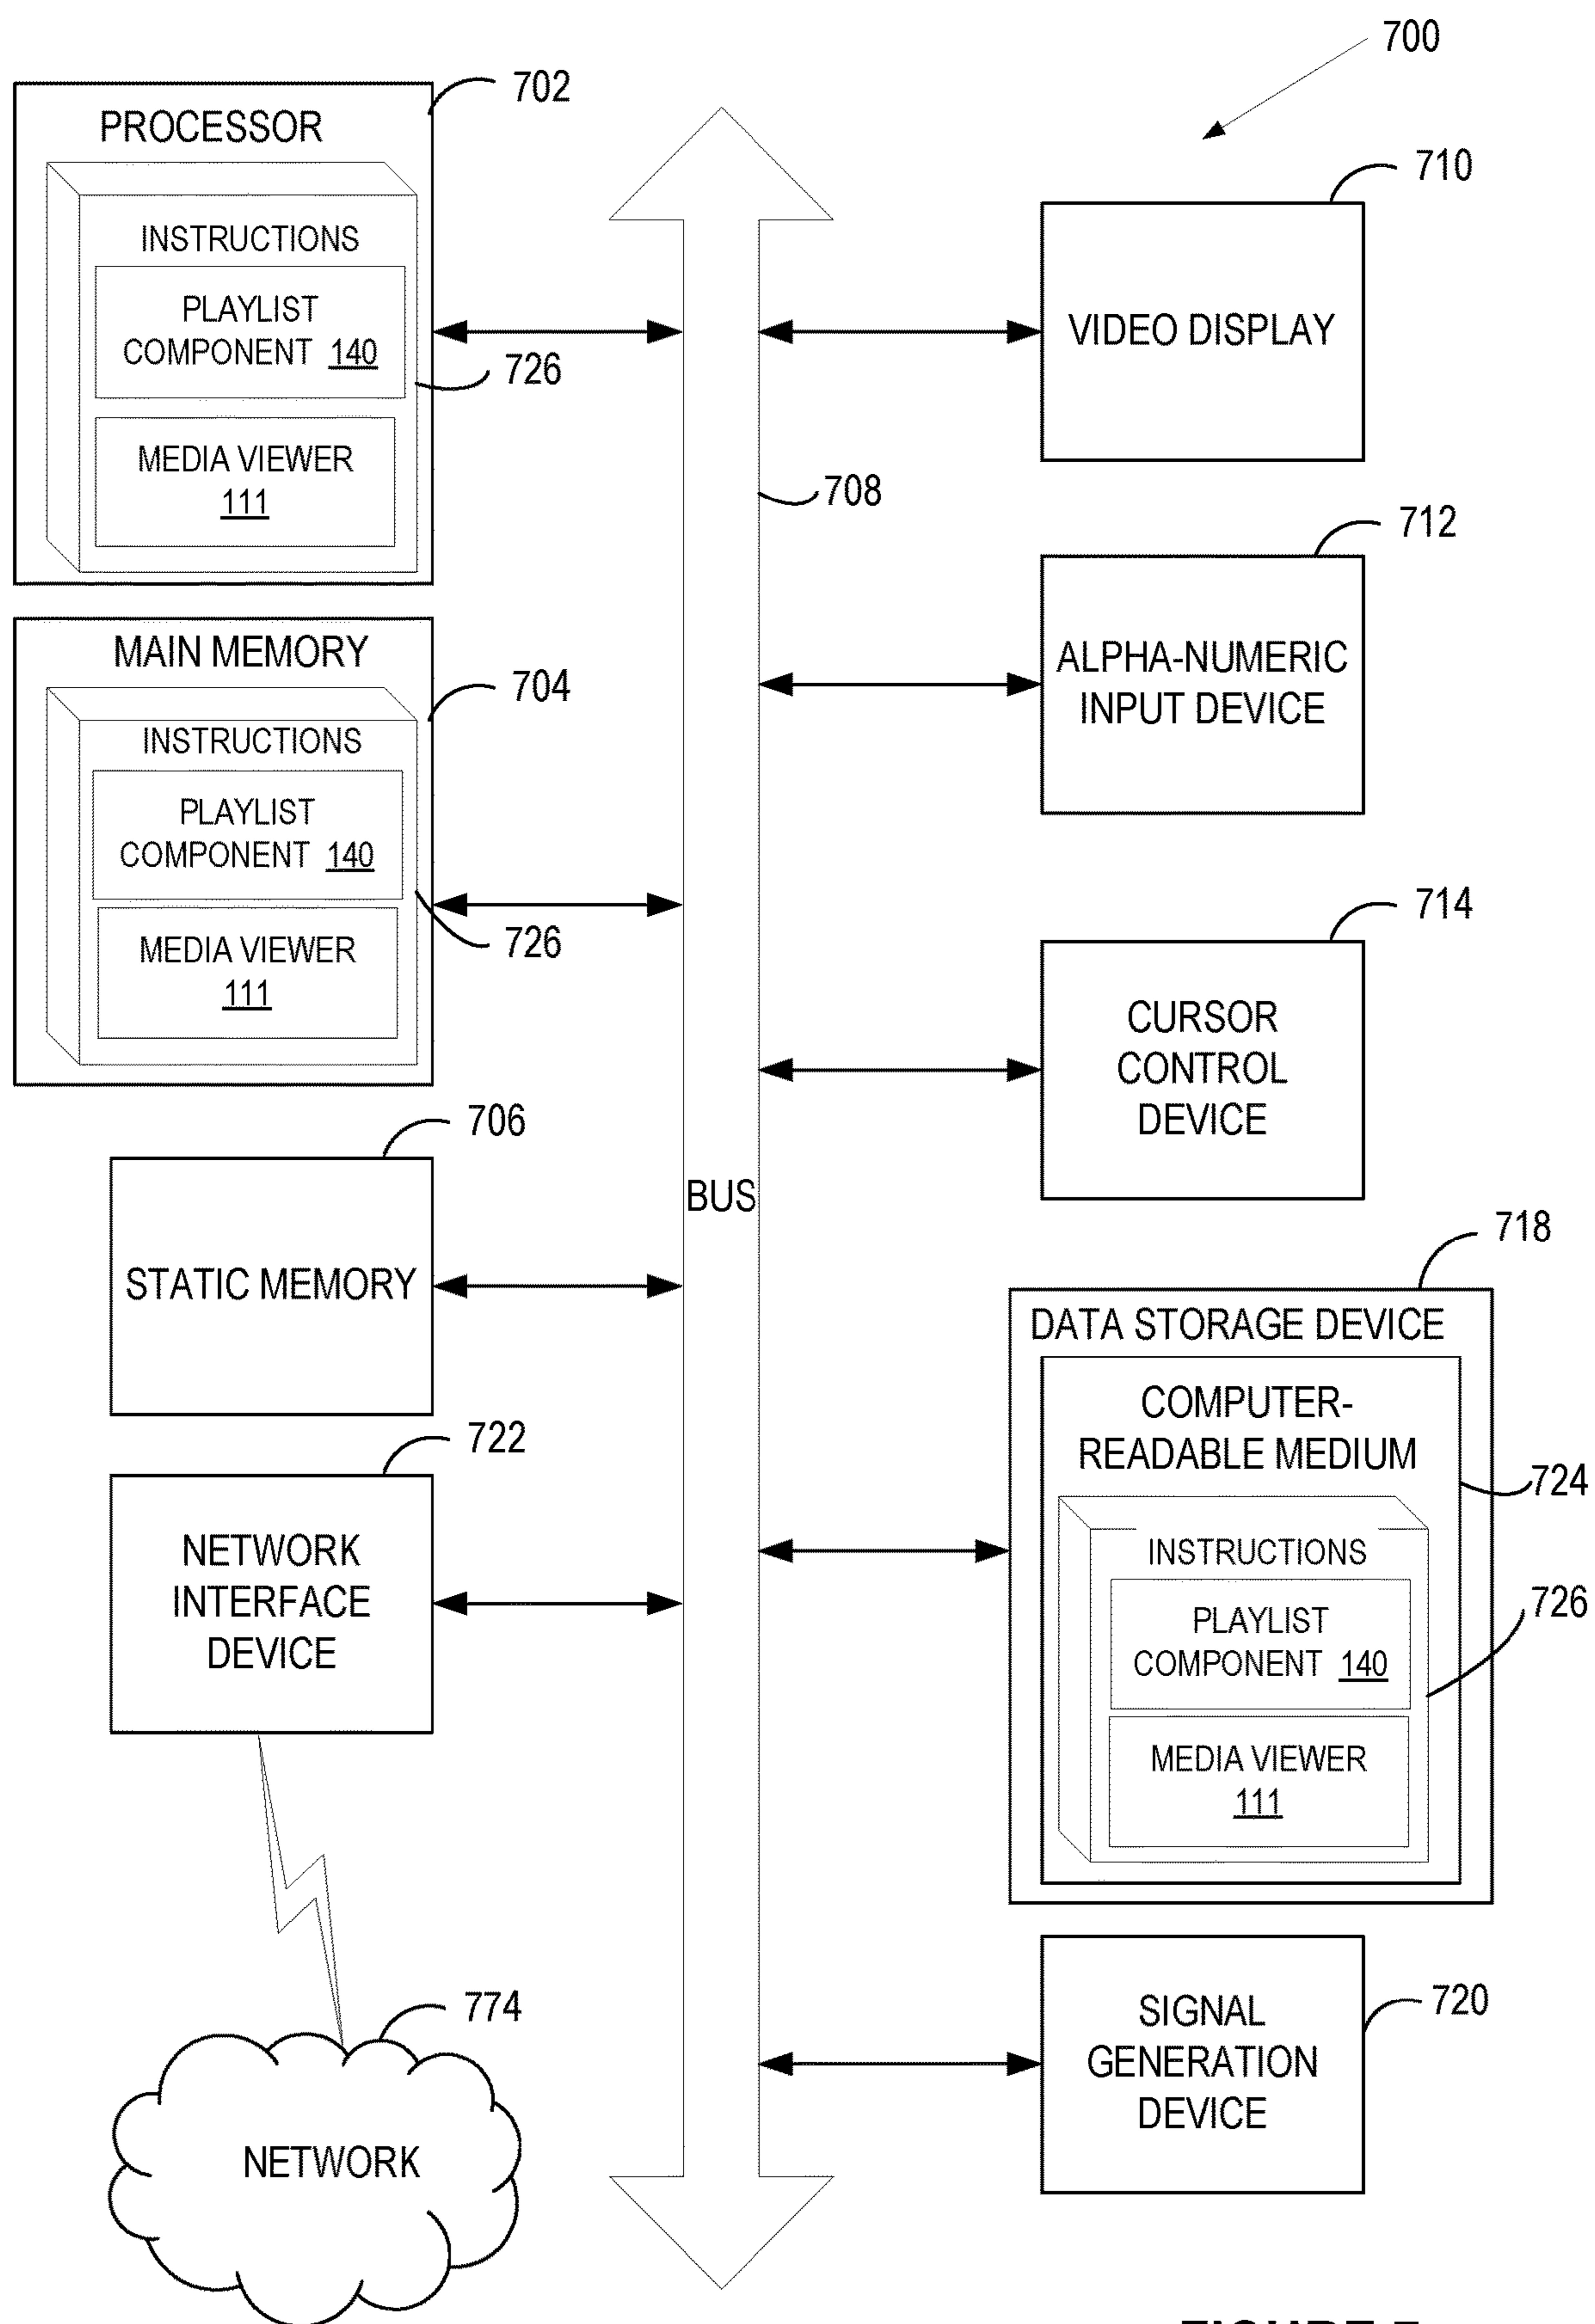 700
702
PROCESSOR
INSTRUCTIONS
PLAYLIST
COMPONENT 140
726
MEDIA VIEWER
111
MAIN MEMORY
704
INSTRUCTIONS
PLAYLIST
COMPONENT 140
726
MEDIA VIEWER
111
706
STATIC MEMORY
722
NETWORK
INTERFACE
DEVICE
774
NETWORK
708
BUS
710
VIDEO DISPLAY
712
ALPHA-NUMERIC
INPUT DEVICE
714
CURSOR
CONTROL
DEVICE
718
DATA STORAGE DEVICE
COMPUTER-
READABLE MEDIUM
724
INSTRUCTIONS
726
PLAYLIST
COMPONENT 140
MEDIA VIEWER
111
720
SIGNAL
GENERATION
DEVICE